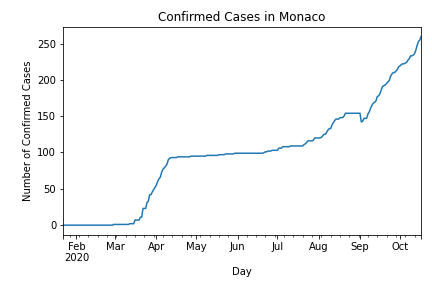 Confirmed Cases in Monaco
Number of Confirmed Cases
250
200
150
100
50
0
Feb Mar Apr May Jun Jul Aug Sep Oct
2020
Day